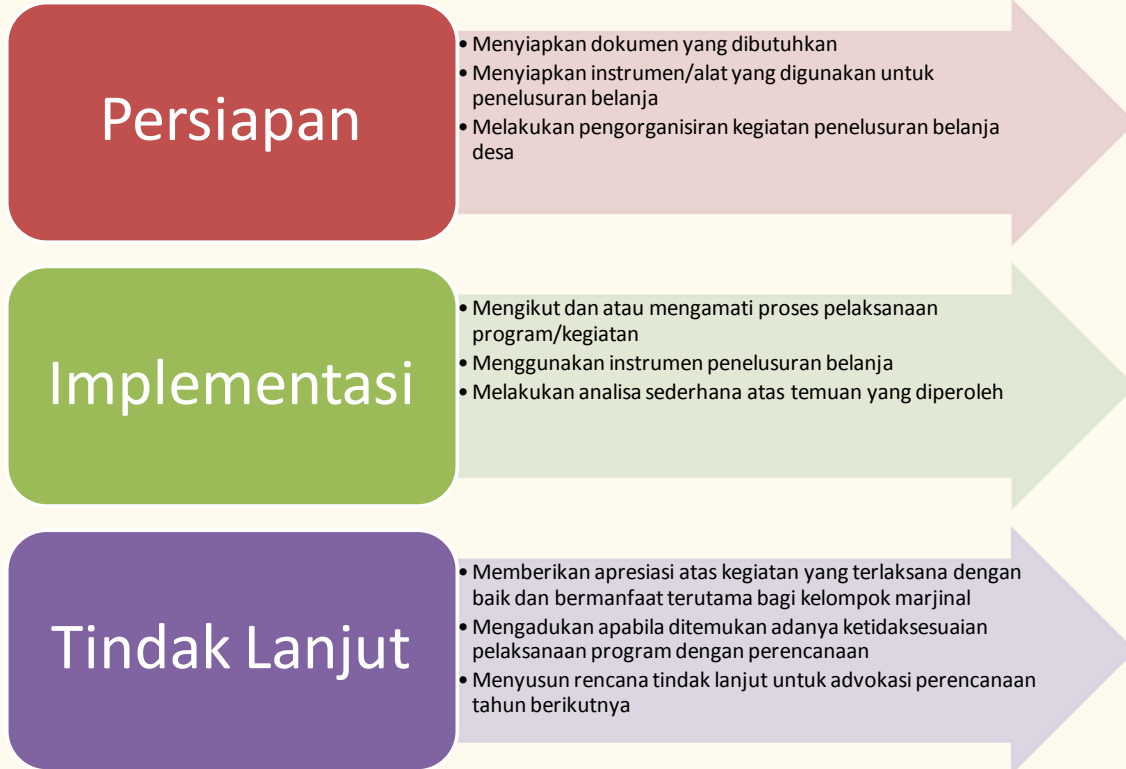 Persiapan
• Menyiapkan dokumen yang dibutuhkan
• Menyiapkan instrumen/alat yang digunakan untuk
penelusuran belanja
• Melakukan pengorganisiran kegiatan penelusuran belanja
desa
Implementasi
• Mengikut dan atau mengamati proses pelaksanaan
program/kegiatan
• Menggunakan instrumen penelusuran belanja
• Melakukan analisa sederhana atas temuan yang diperoleh
Tindak Lanjut
• Memberikan apresiasi atas kegiatan yang terlaksana dengan
baik dan bermanfaat terutama bagi kelompok marjinal
• Mengadukan apabila ditemukan adanya ketidaksesuaian
pelaksanaan program dengan perencanaan
• Menyusun rencana tindak lanjut untuk advokasi perencanaan
tahun berikutnya